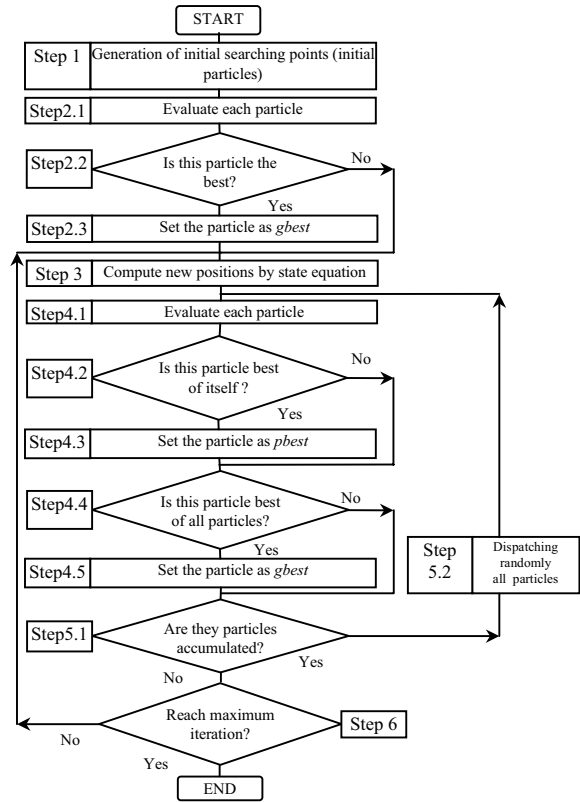 START
Step 1
Generation of initial searching points (initial
particles)
Step2.1
Evaluate each particle
Step2.2
Is this particle the
best?
No
Yes
Step2.3
Set the particle as gbest
Step 3
Compute new positions by state equation
Step4.1
Evaluate each particle
Step4.2
Is this particle best
of itself ?
No
Yes
Step4.3
Set the particle as pbest
Step4.4
Is this particle best
of all particles?
No
Yes
Step4.5
Set the particle as gbest
Step
5.2
Dispatching
randomly
all particles
Step5.1
Are they particles
accumulated?
Yes
No
Reach maximum
iteration?
Step 6
No
Yes
END